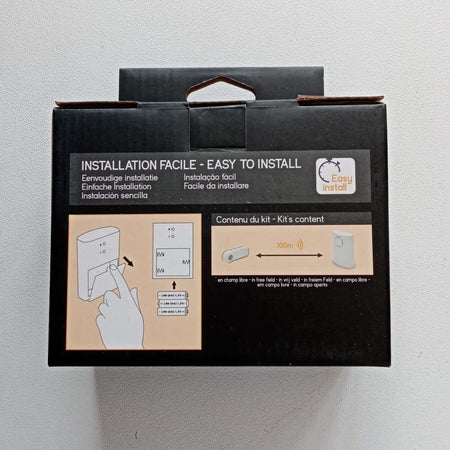 INSTALLATION FACILE - EASY TO INSTALL
Eenvoudige installatie
Einfache Installation
Instalación sencilla
Instalação fácil
Facile da installare
Easy
install
Contenu du kit - Kit's content
100m
en champ libre - in free field - in vrij veld - in freiem Feld - en campo libre -
em campo livre - in campo aperto